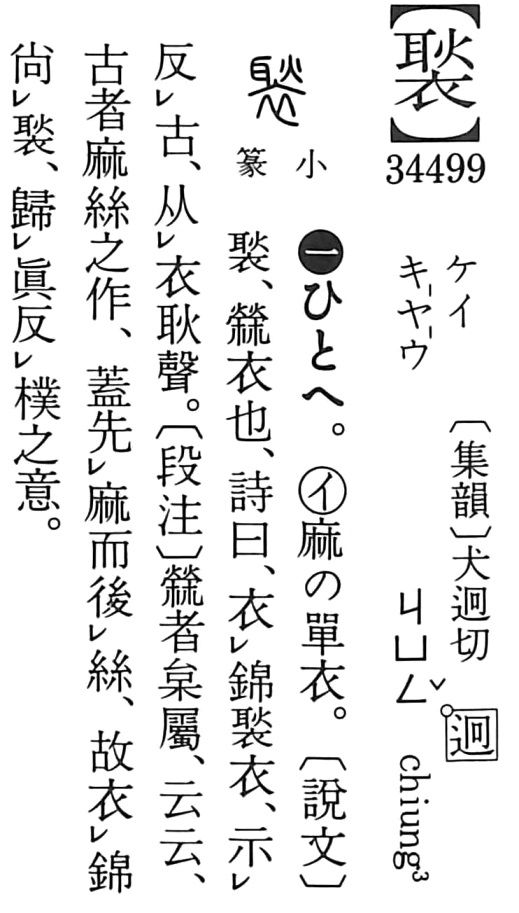 【褧】
34499
ケイ
キヤウ
〔集韻〕犬迥切 迥
ㄐㄩㄥˇ chiung³
小篆
㊀ひとへ。㋑麻の單衣。〔說文〕
褧、檾衣也、詩曰、衣㆑錦褧衣、示㆑
反㆑古、从㆑衣耿聲。〔段注〕檾者枲屬、云云、
古者麻絲之作、蓋先㆑麻而後㆑絲、故衣㆑錦
尙㆑褧、歸㆑眞反㆑樸之意。